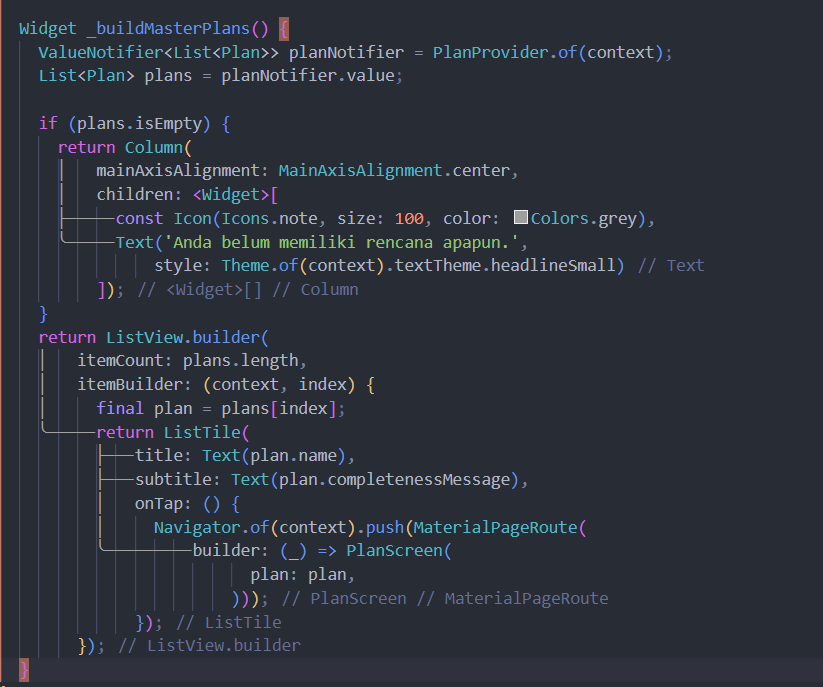 Widget _buildMasterPlans() {
  ValueNotifier<List<Plan>> planNotifier = PlanProvider.of(context);
  List<Plan> plans = planNotifier.value;

  if (plans.isEmpty) {
    return Column(
        mainAxisAlignment: MainAxisAlignment.center,
        children: <Widget>[
          const Icon(Icons.note, size: 100, color: Colors.grey),
          Text('Anda belum memiliki rencana apapun.',
              style: Theme.of(context).textTheme.headlineSmall) // Text
        ]); // <Widget>[] // Column
  }
  return ListView.builder(
      itemCount: plans.length,
      itemBuilder: (context, index) {
        final plan = plans[index];
        return ListTile(
            title: Text(plan.name),
            subtitle: Text(plan.completenessMessage),
            onTap: () {
              Navigator.of(context).push(MaterialPageRoute(
                  builder: (_) => PlanScreen(
                        plan: plan,
                      ))); // PlanScreen // MaterialPageRoute
            }); // ListTile
      }); // ListView.builder
}